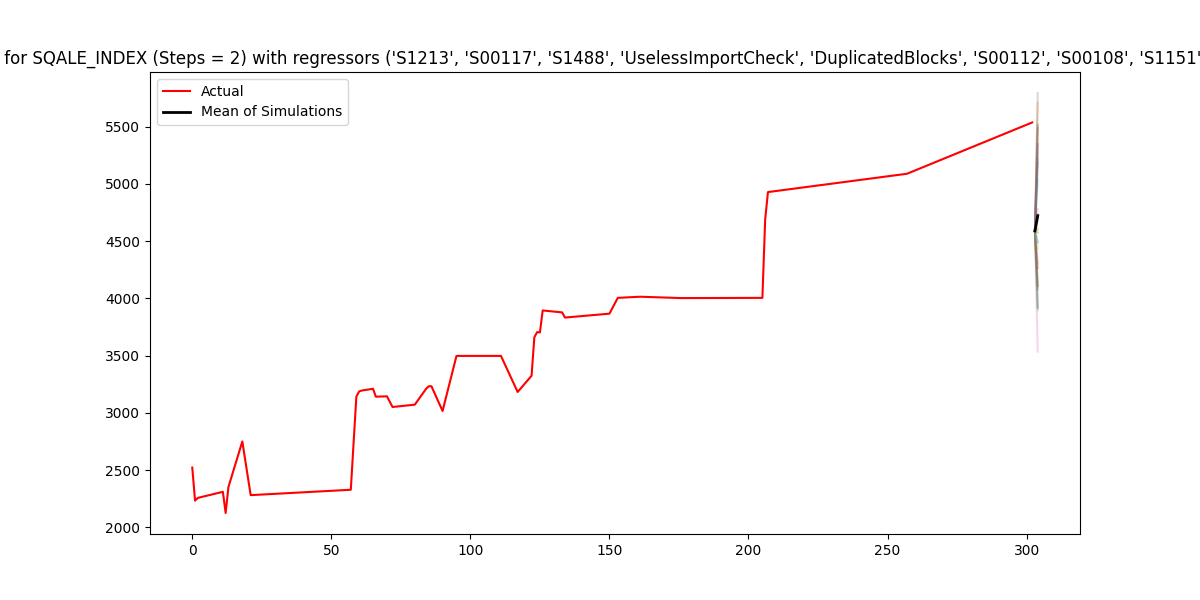 for SQALE_INDEX (Steps = 2) with regressors ('S1213', 'S00117', 'S1488', 'UselessImportCheck', 'DuplicatedBlocks', 'S00112', 'S00108', 'S1151'
Actual
Mean of Simulations
5500
5000
4500
4000
3500
3000
2500
2000
0 50 100 150 200 250 300